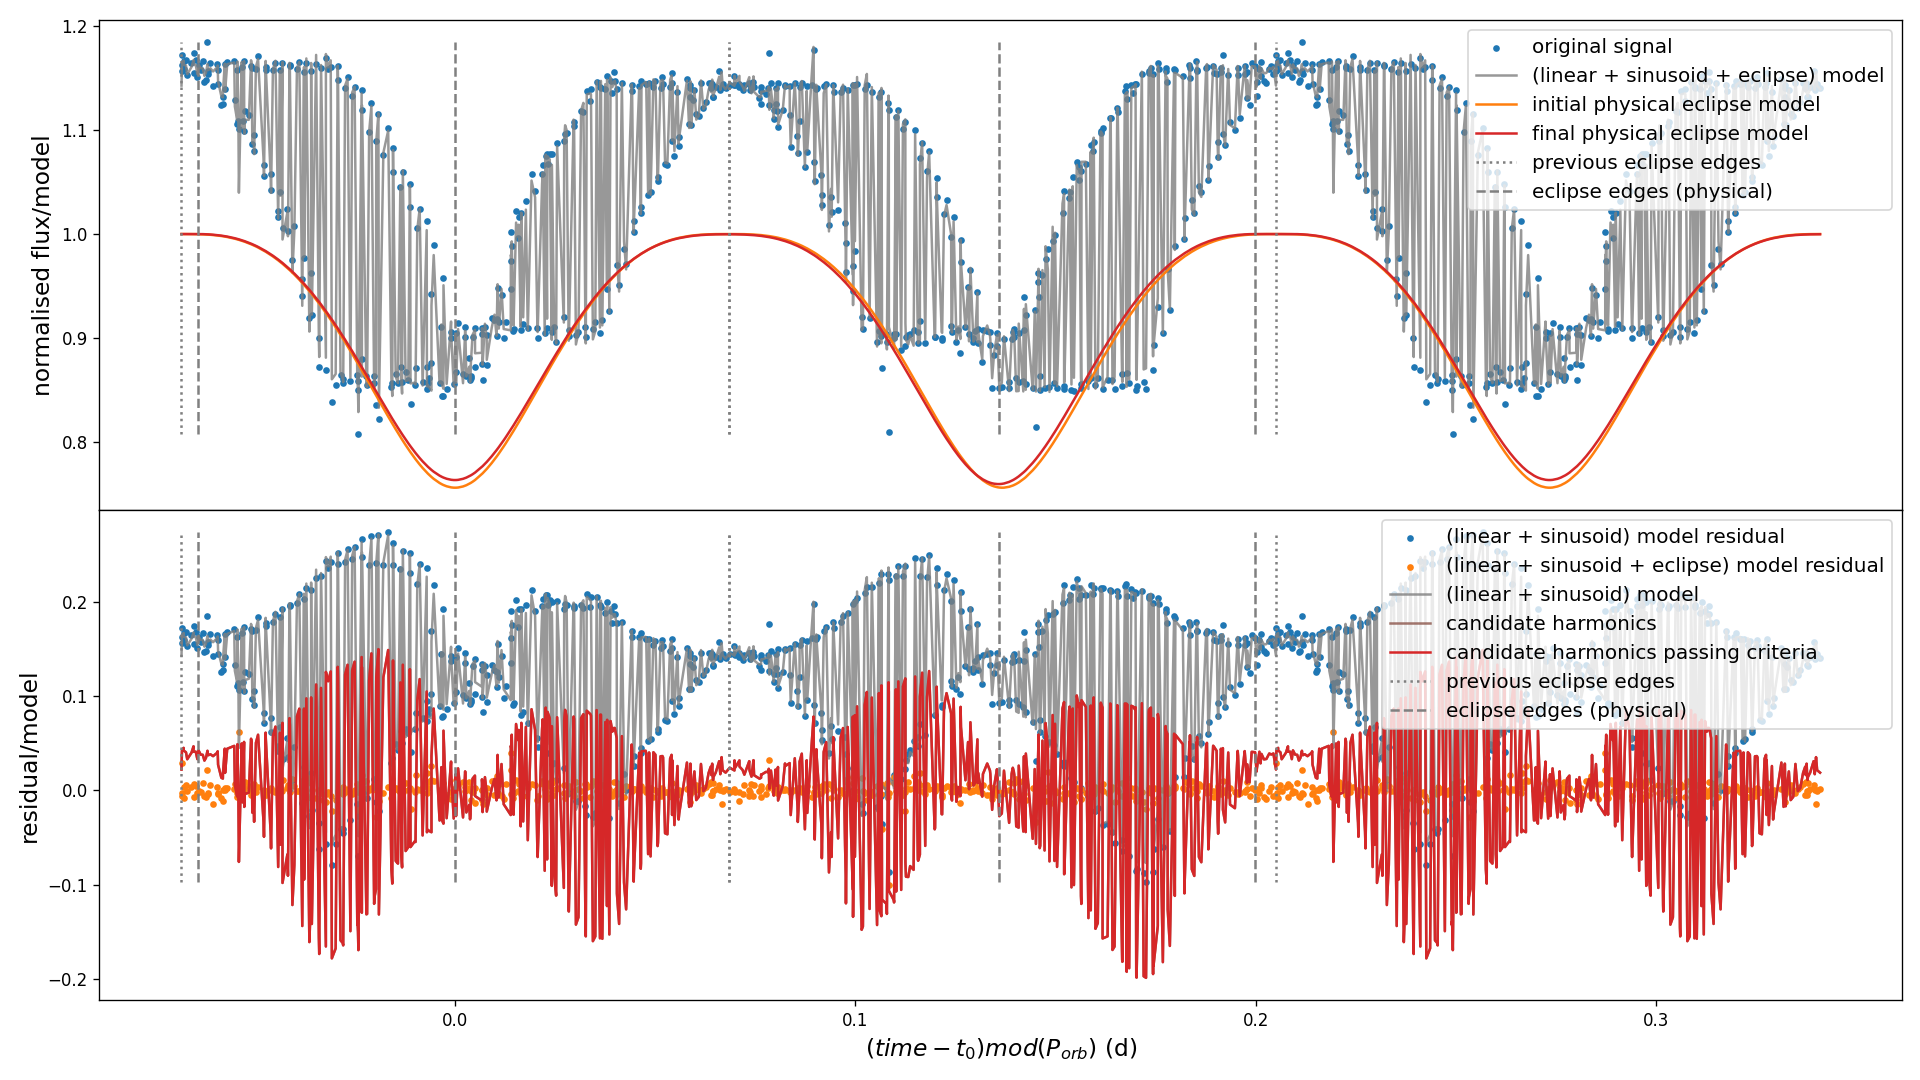 1.2
1.1
1.0
0.9
0.8
normalised flux/model
original signal
(linear + sinusoid + eclipse) model
initial physical eclipse model
final physical eclipse model
previous eclipse edges
eclipse edges (physical)
0.2
0.1
0.0
−0.1
−0.2
residual/model
(linear + sinusoid) model residual
(linear + sinusoid + eclipse) model residual
(linear + sinusoid) model
candidate harmonics
candidate harmonics passing criteria
previous eclipse edges
eclipse edges (physical)
0.0 0.1 0.2 0.3
(time − t₀)mod(P_orb) (d)